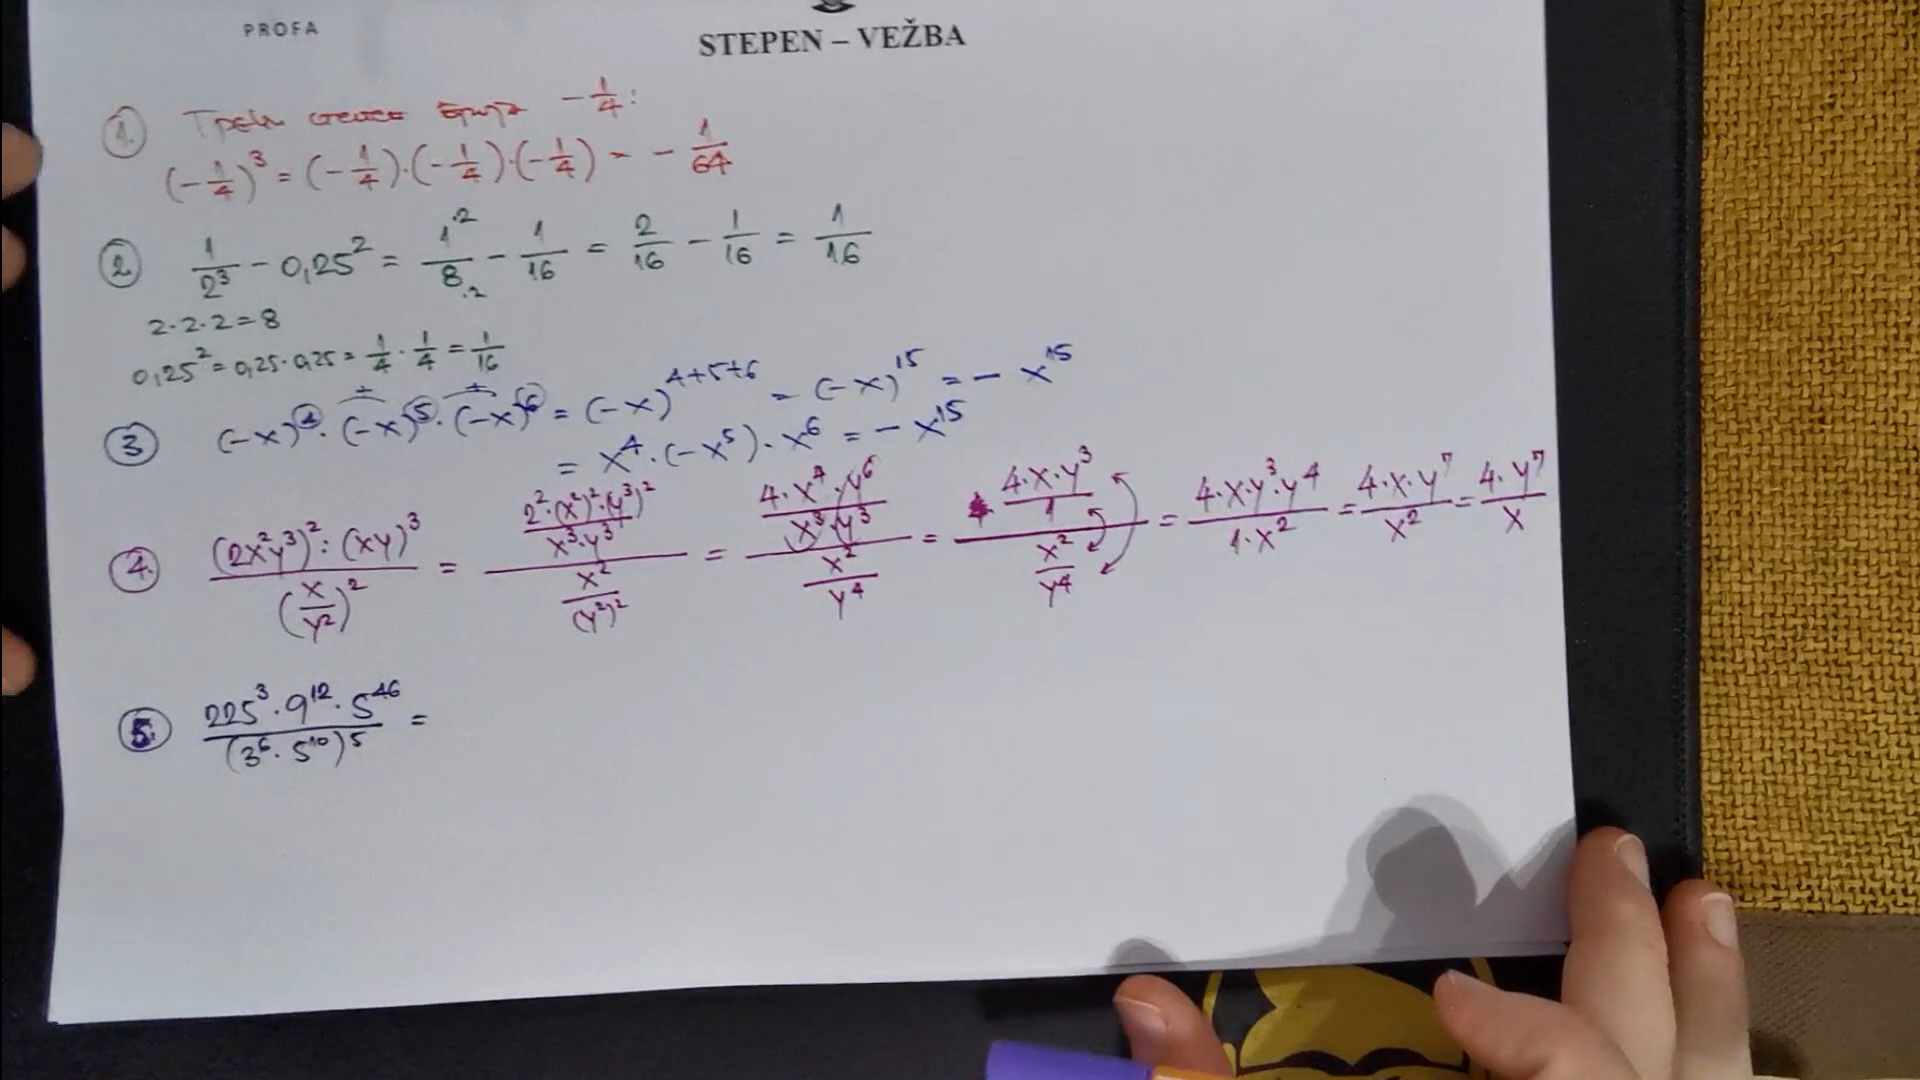 PROFA
STEPEN – VEŽBA
1. Трећи степен броја -1/4:
(-1/4)³ = (-1/4)·(-1/4)·(-1/4) = - 1/64
2. 1/2³ - 0,25² = 1·2/8·2 - 1/16 = 2/16 - 1/16 = 1/16
2·2·2=8
0,25² = 0,25·0,25 = 1/4 · 1/4 = 1/16
3 (-x)⁴·(-x)⁵·(-x)⁶ = (-x)⁴⁺⁵⁺⁶ = (-x)¹⁵ = - x¹⁵
= x⁴·(-x⁵)·x⁶ = - x¹⁵
4. ((2x²y³)² : (xy)³)/(x/y²)² = ((2²·(x²)²·(y³)²)/(x³·y³))/(x²/(y²)²) = ((4·x⁴·y⁶)/(x³·y³))/(x²/y⁴) = ((4·x·y³)/1)/(x²/y⁴) = (4·x·y³·y⁴)/(1·x²) = (4·x·y⁷)/x² = (4·y⁷)/x
5. (225³·9¹²·5⁴⁶)/(3⁶·5¹⁰)⁵ =